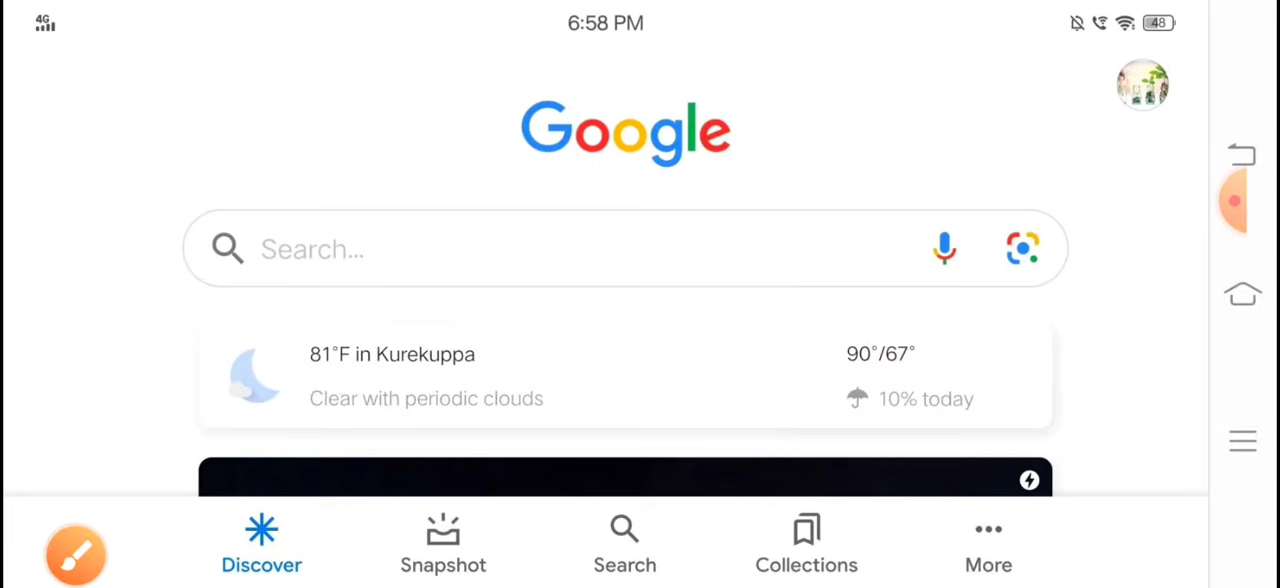 4G
6:58 PM
48
Google
Search...
81°F in Kurekuppa
90°/67°
Clear with periodic clouds
10% today
Discover
Snapshot
Search
Collections
More